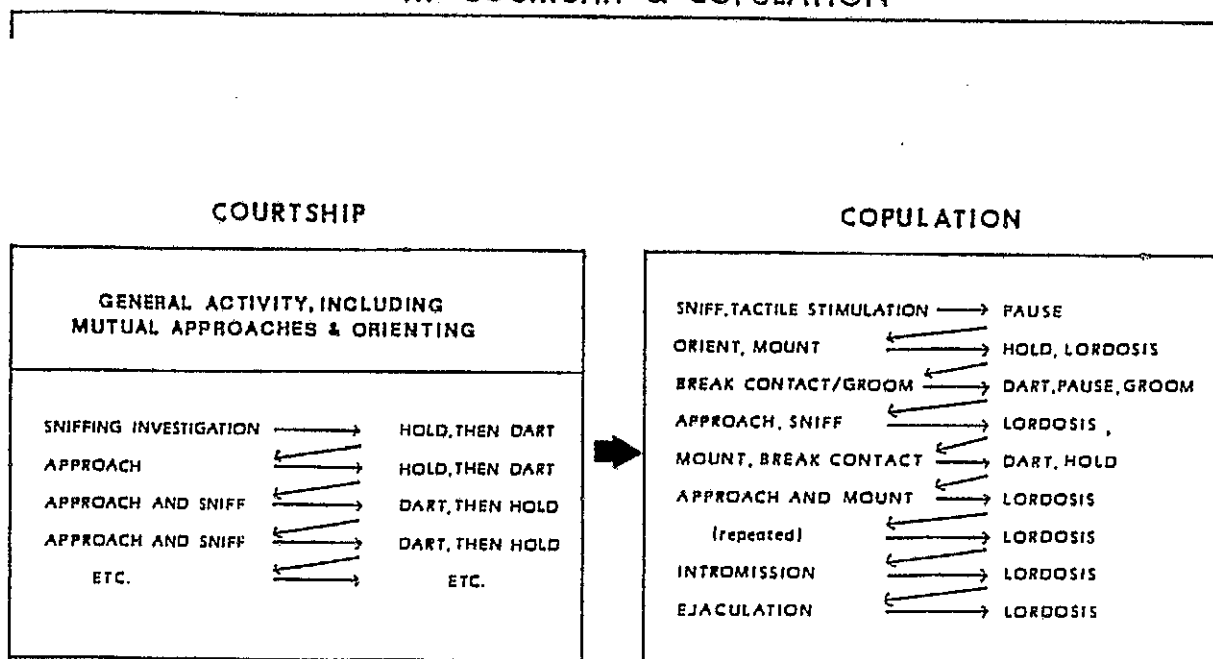 & COPULATION
COURTSHIP
GENERAL ACTIVITY, INCLUDING
MUTUAL APPROACHES & ORIENTING
SNIFFING INVESTIGATION → HOLD, THEN DART
APPROACH → HOLD, THEN DART
APPROACH AND SNIFF → DART, THEN HOLD
APPROACH AND SNIFF → DART, THEN HOLD
ETC. → ETC.
COPULATION
SNIFF, TACTILE STIMULATION → PAUSE
ORIENT, MOUNT → HOLD, LORDOSIS
BREAK CONTACT/GROOM → DART, PAUSE, GROOM
APPROACH, SNIFF → LORDOSIS,
MOUNT, BREAK CONTACT → DART, HOLD
APPROACH AND MOUNT → LORDOSIS
(repeated) → LORDOSIS
INTROMISSION → LORDOSIS
EJACULATION → LORDOSIS